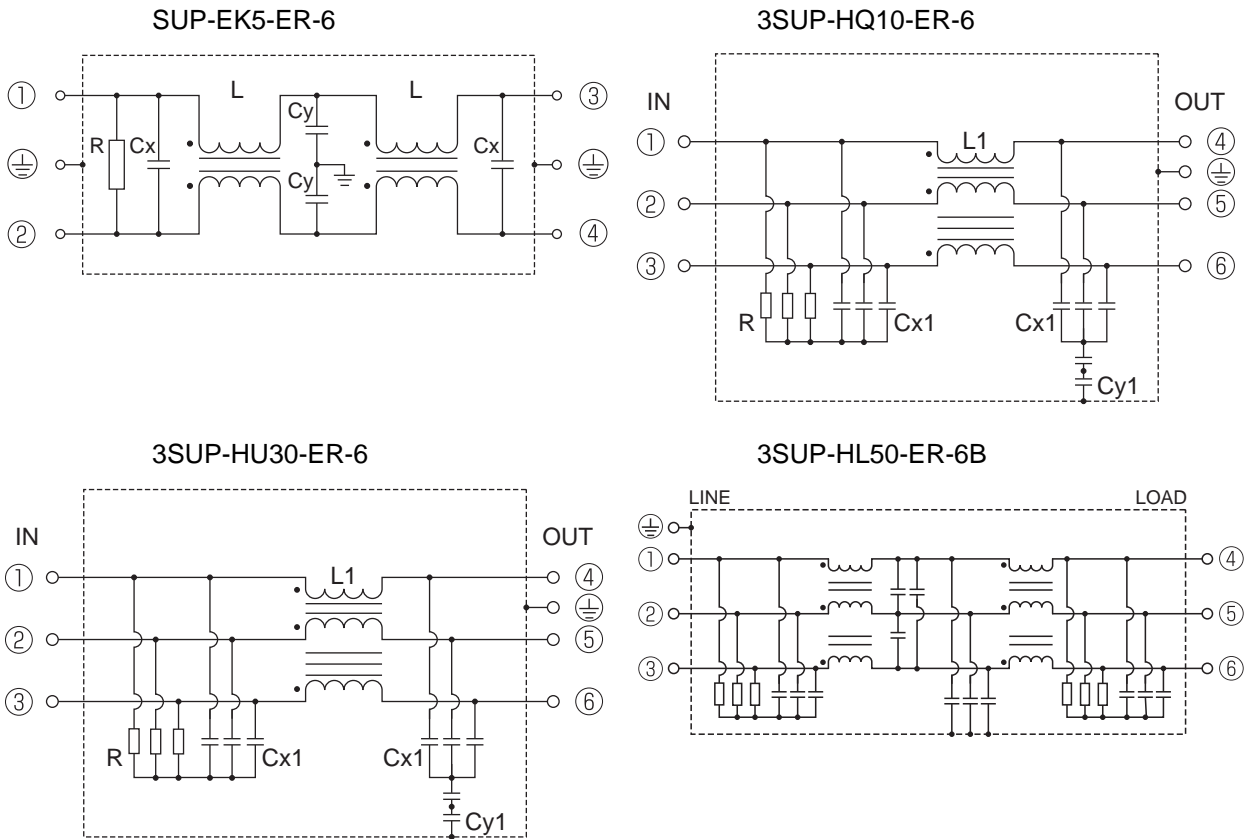 SUP-EK5-ER-6
① L L ③
R Cx Cy Cx
Cy
② ④
3SUP-HQ10-ER-6
IN OUT
① L1 ④
② ⑤
③ ⑥
R Cx1 Cx1
Cy1
3SUP-HU30-ER-6
IN OUT
① L1 ④
② ⑤
③ ⑥
R Cx1 Cx1
Cy1
3SUP-HL50-ER-6B
LINE LOAD
① ④
② ⑤
③ ⑥